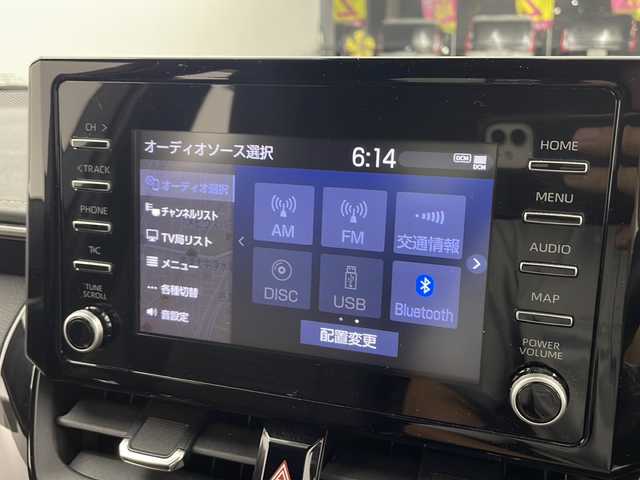 CH >
< TRACK
PHONE
TUNE
SCROLL
オーディオソース選択
6:14
DCM
DCM
オーディオ選択
チャンネルリスト
TV局リスト
メニュー
各種切替
音設定
AM
FM
交通情報
DISC
USB
Bluetooth
配置変更
HOME
MENU
AUDIO
MAP
POWER
VOLUME